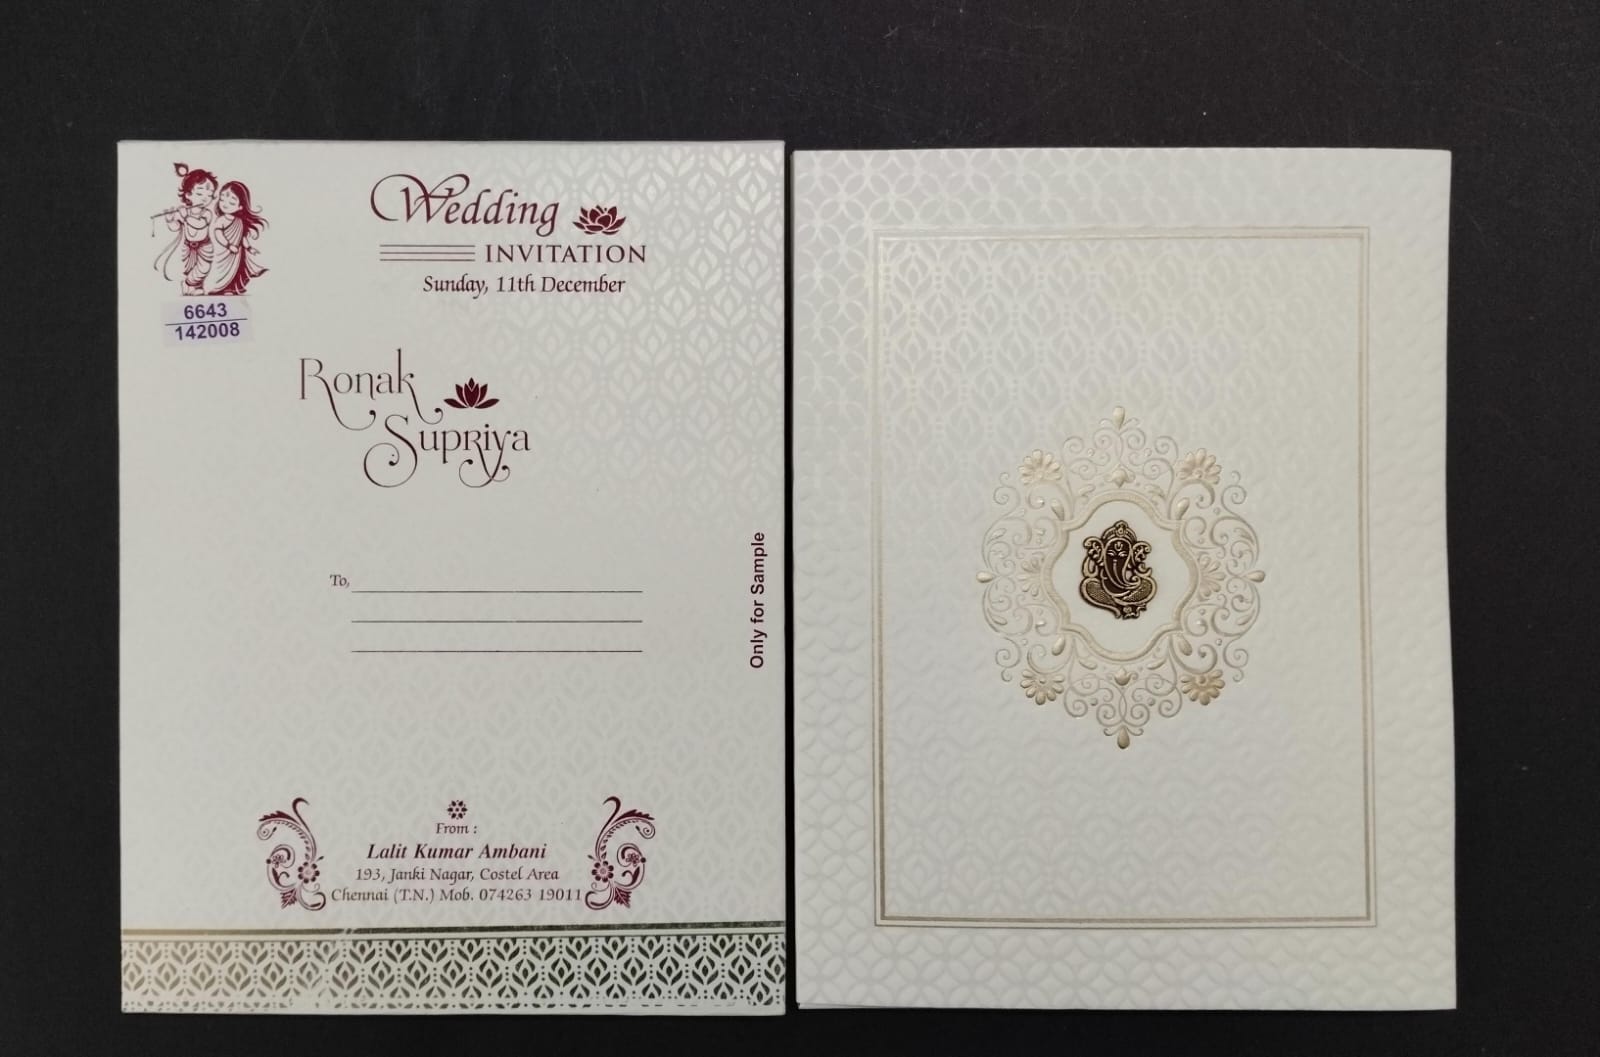 Wedding
INVITATION
Sunday, 11th December
6643
142008
Ronak
Supriya
To,
Only for Sample
From :
Lalit Kumar Ambani
193, Janki Nagar, Costel Area
Chennai (T.N.) Mob. 074263 19011